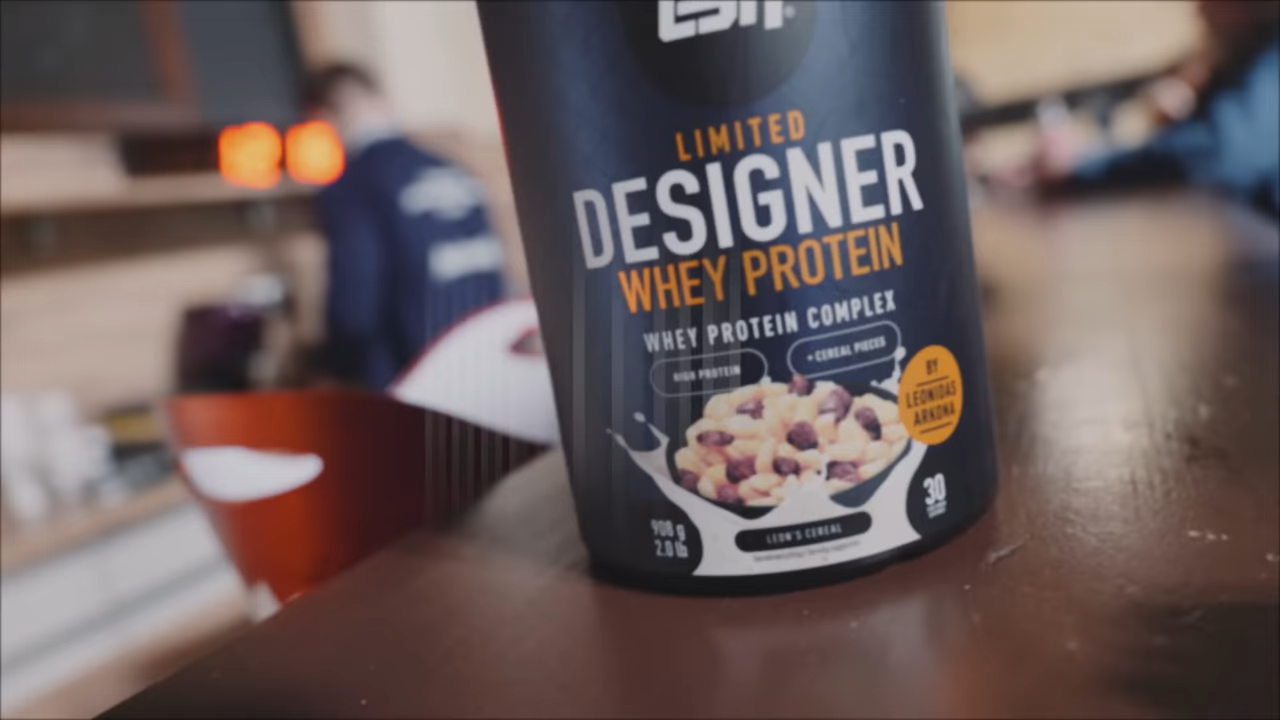 ESN
LIMITED
DESIGNER
WHEY PROTEIN
WHEY PROTEIN COMPLEX
HIGH PROTEIN
+ CEREAL PIECES
BY
LEONIDAS
ARKONA
30
908 g
2.0 lb
LEON'S CEREAL